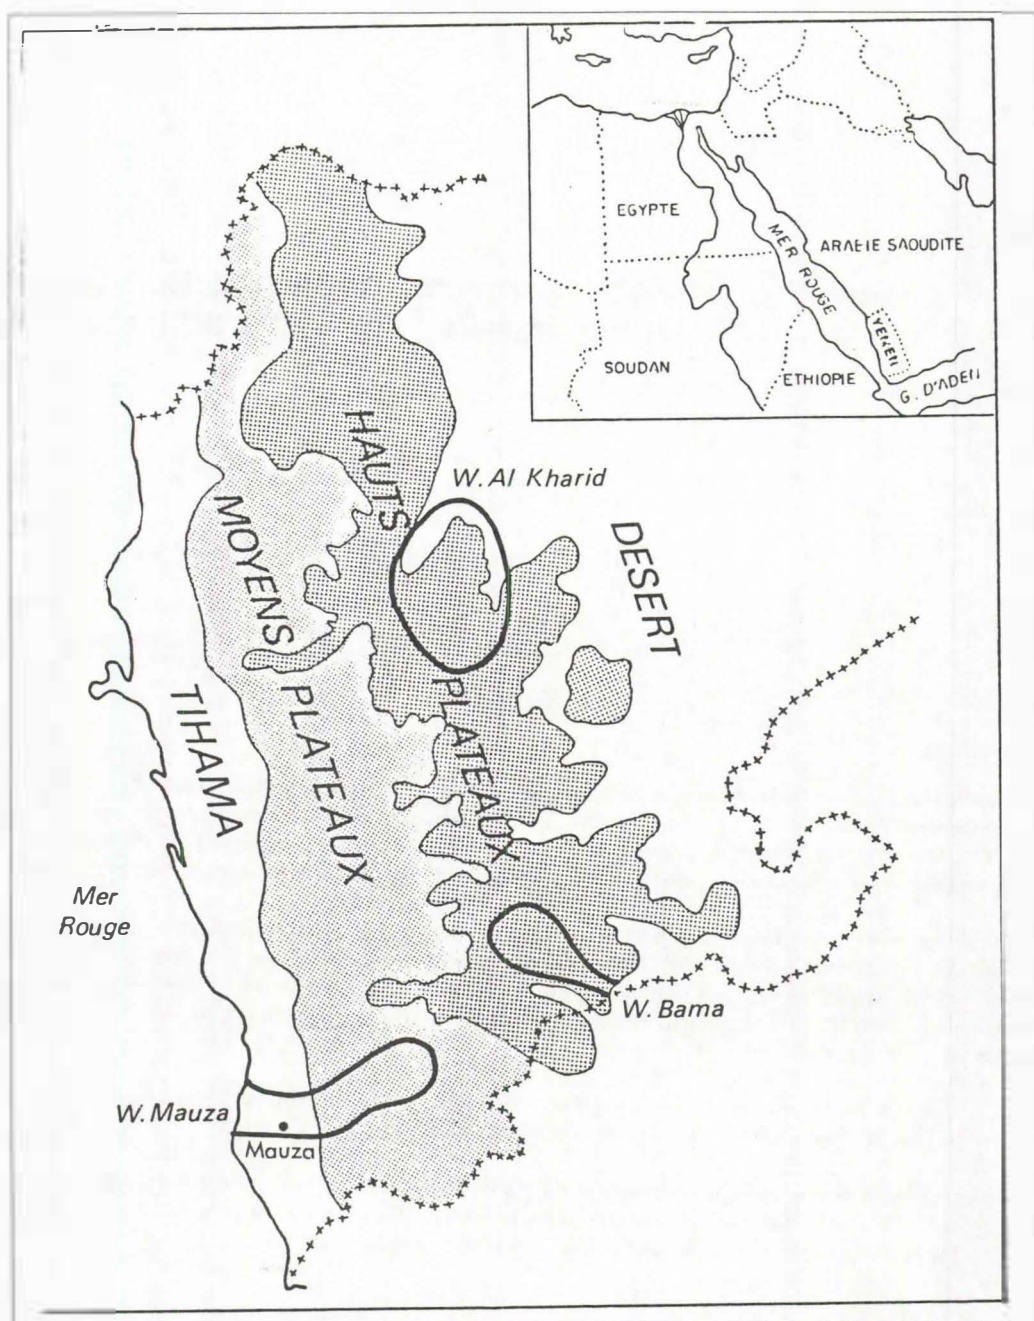 EGYPTE
MER ROUGE
ARABIE SAOUDITE
YEMEN
SOUDAN
ETHIOPIE
G. D'ADEN
HAUTS
PLATEAUX
W. Al Kharid
MOYENS
PLATEAUX
DESERT
TIHAMA
Mer
Rouge
W. Bama
W. Mauza
Mauza